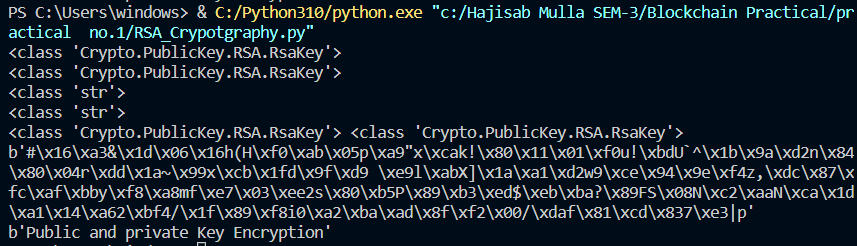 PS C:\Users\windows> & C:/Python310/python.exe "c:/Hajisab Mulla SEM-3/Blockchain Practical/pr
actical  no.1/RSA_Crypotgraphy.py"
<class 'Crypto.PublicKey.RSA.RsaKey'>
<class 'Crypto.PublicKey.RSA.RsaKey'>
<class 'str'>
<class 'str'>
<class 'Crypto.PublicKey.RSA.RsaKey'> <class 'Crypto.PublicKey.RSA.RsaKey'>
b'#\x16\xa3&\x1d\x06\x16h(H\xf0\xab\x05p\xa9"x\xcak!\x80\x11\x01\xf0u!\xbdU`^\x1b\x9a\xd2n\x84
\x80\x04r\xdd\x1a~\x99x\xcb\x1fd\x9f\xd9 \xe9l\xabX]\x1a\xa1\xd2w9\xce\x94\x9e\xf4z,\xdc\x87\x
fc\xaf\xbby\xf8\xa8mf\xe7\x03\xee2s\x80\xb5P\x89\xb3\xed$\xeb\xba?\x89FS\x08N\xc2\xaaN\xca\x1d
\xa1\x14\xa62\xbf4/\x1f\x89\xf8i0\xa2\xba\xad\x8f\xf2\x00/\xdaf\x81\xcd\x837\xe3|p'
b'Public and private Key Encryption'